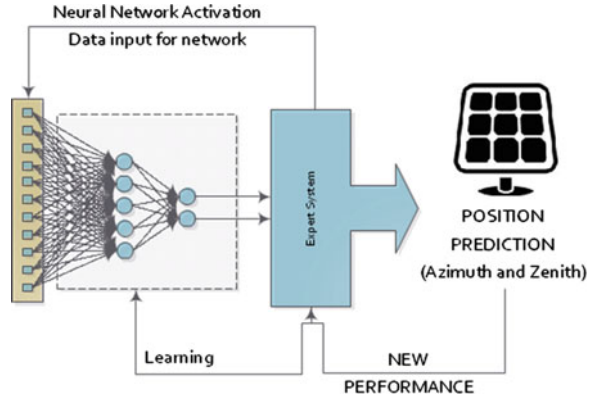 Neural Network Activation
Data input for network
Expert System
POSITION
PREDICTION
(Azimuth and Zenith)
Learning
NEW
PERFORMANCE